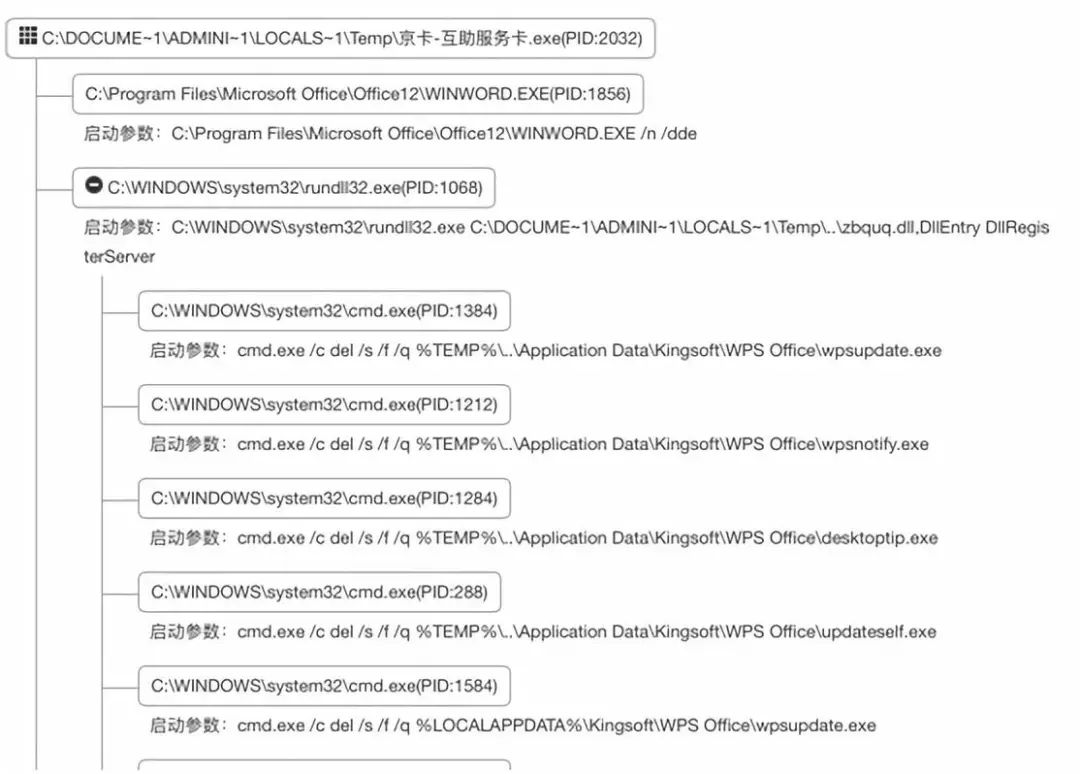 C:\DOCUME~1\ADMINI~1\LOCALS~1\Temp\京卡-互助服务卡.exe(PID:2032)
C:\Program Files\Microsoft Office\Office12\WINWORD.EXE(PID:1856)
启动参数：C:\Program Files\Microsoft Office\Office12\WINWORD.EXE /n /dde
C:\WINDOWS\system32\rundll32.exe(PID:1068)
启动参数：C:\WINDOWS\system32\rundll32.exe C:\DOCUME~1\ADMINI~1\LOCALS~1\Temp\..\zbquq.dll,DllEntry DllRegis
terServer
C:\WINDOWS\system32\cmd.exe(PID:1384)
启动参数：cmd.exe /c del /s /f /q %TEMP%\..\Application Data\Kingsoft\WPS Office\wpsupdate.exe
C:\WINDOWS\system32\cmd.exe(PID:1212)
启动参数：cmd.exe /c del /s /f /q %TEMP%\..\Application Data\Kingsoft\WPS Office\wpsnotify.exe
C:\WINDOWS\system32\cmd.exe(PID:1284)
启动参数：cmd.exe /c del /s /f /q %TEMP%\..\Application Data\Kingsoft\WPS Office\desktoptip.exe
C:\WINDOWS\system32\cmd.exe(PID:288)
启动参数：cmd.exe /c del /s /f /q %TEMP%\..\Application Data\Kingsoft\WPS Office\updateself.exe
C:\WINDOWS\system32\cmd.exe(PID:1584)
启动参数：cmd.exe /c del /s /f /q %LOCALAPPDATA%\Kingsoft\WPS Office\wpsupdate.exe